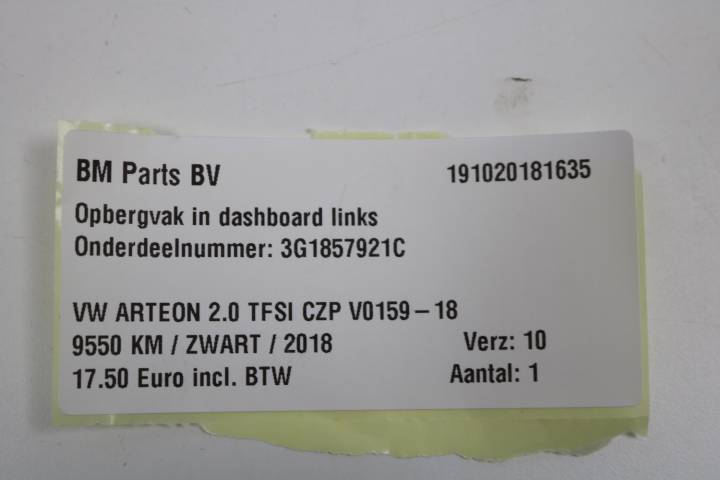 BM Parts BV 191020181635
Opbergvak in dashboard links
Onderdeelnummer: 3G1857921C
VW ARTEON 2.0 TFSI CZP V0159-18
9550 KM / ZWART / 2018 Verz: 10
17.50 Euro incl. BTW Aantal: 1